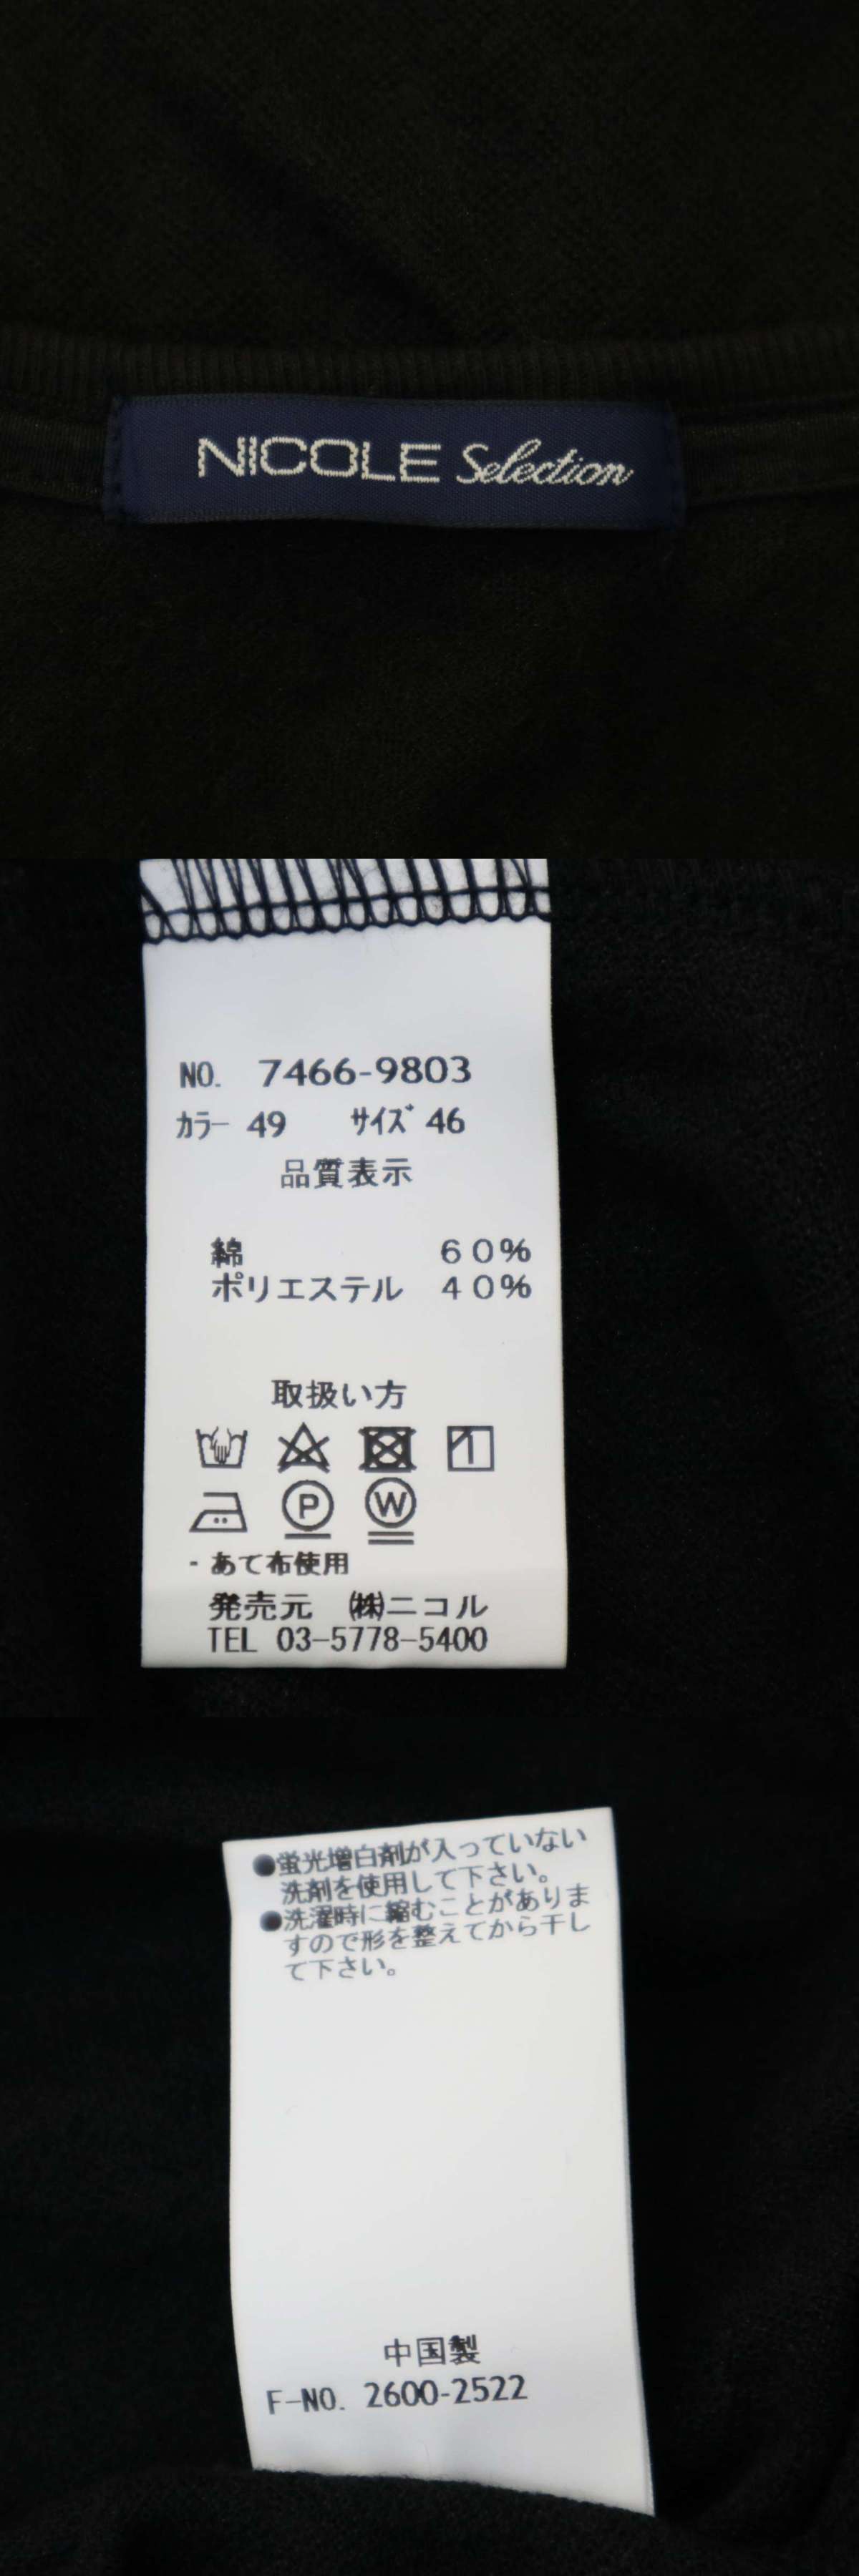 NICOLE Selection
NO. 7466-9803
カラー 49 サイズ 46
品質表示
綿 60%
ポリエステル 40%
取扱い方
P W
・あて布使用
発売元 ㈱ニコル
TEL 03-5778-5400
●蛍光増白剤が入っていない
洗剤を使用して下さい。
●洗濯時に縮むことがありま
すので形を整えてから干し
て下さい。
中国製
F-NO. 2600-2522